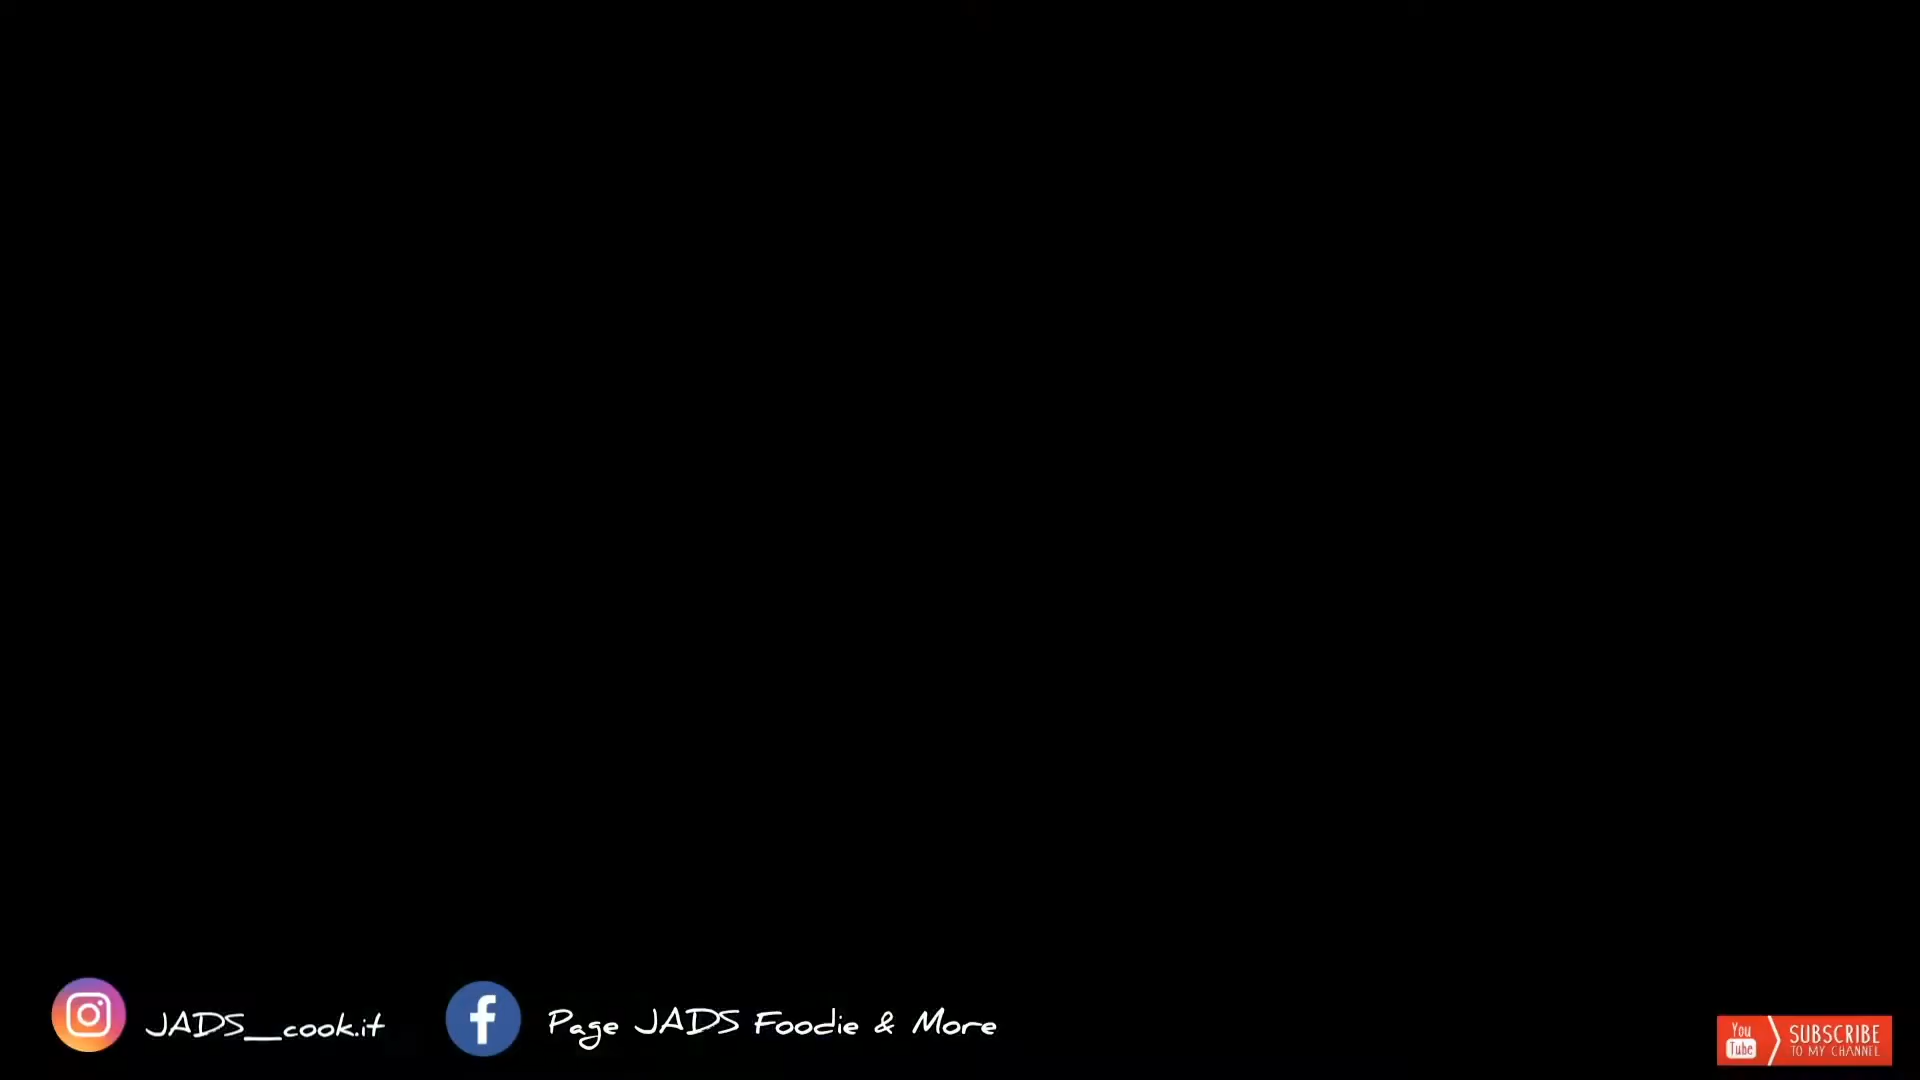 JADS_cook.it
Page JADS Foodie & More
You
Tube
SUBSCRIBE
TO MY CHANNEL